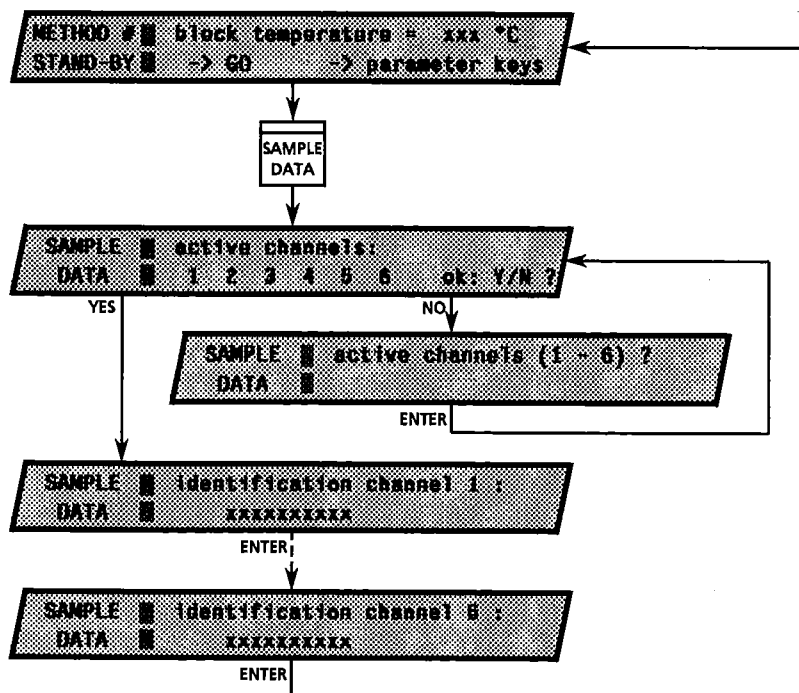 METHOD # block temperature = xxx °C
STAND-BY -> GO -> parameter keys
SAMPLE
DATA
SAMPLE active channels:
DATA 1 2 3 4 5 6 ok: Y/N ?
YES
NO
SAMPLE active channels (1 - 6) ?
DATA
ENTER
SAMPLE identification channel 1 :
DATA xxxxxxxxxx
ENTER
SAMPLE identification channel 6 :
DATA xxxxxxxxxx
ENTER